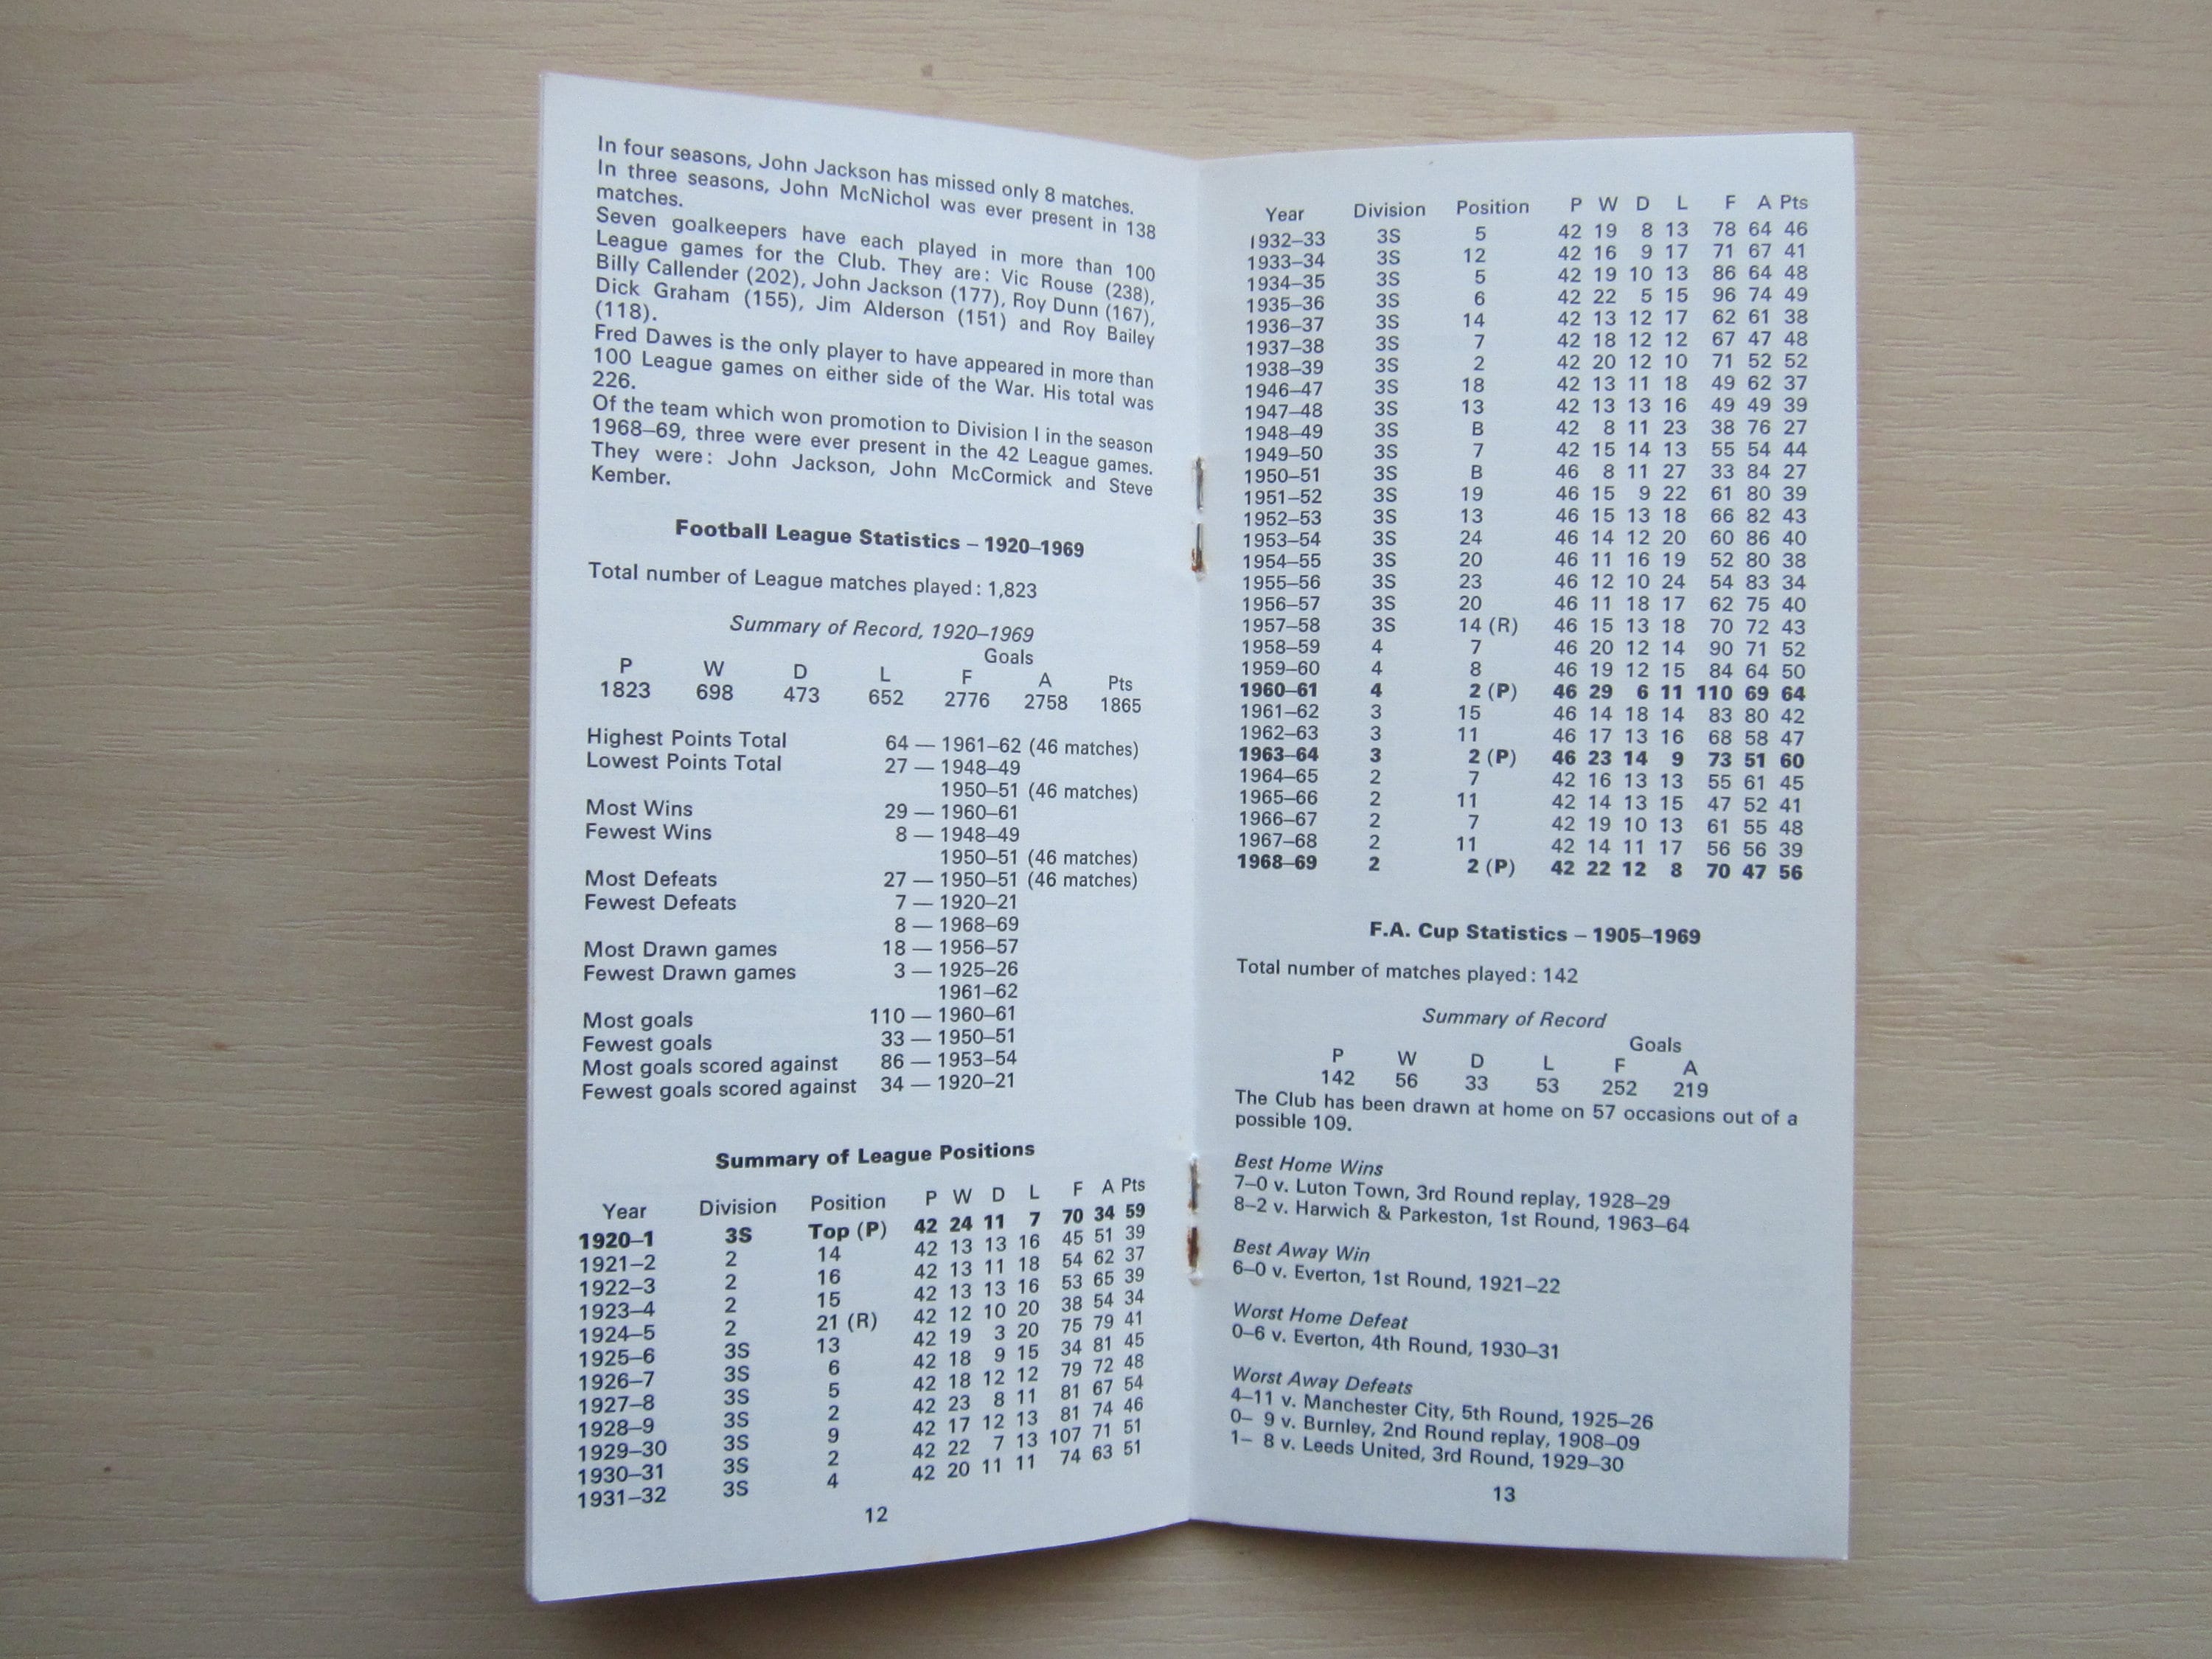 In four seasons, John Jackson has missed only 8 matches.
In three seasons, John McNichol was ever present in 138
matches.
Seven goalkeepers have each played in more than 100
League games for the Club. They are: Vic Rouse (238),
Billy Callender (202), John Jackson (177), Roy Dunn (167),
Dick Graham (155), Jim Alderson (151) and Roy Bailey
(118).
Fred Dawes is the only player to have appeared in more than
100 League games on either side of the War. His total was
226.
Of the team which won promotion to Division I in the season
1968–69, three were ever present in the 42 League games.
They were: John Jackson, John McCormick and Steve
Kember.
Football League Statistics – 1920–1969
Total number of League matches played: 1,823
Summary of Record, 1920–1969
Goals
P W D L F A Pts
1823 698 473 652 2776 2758 1865
Highest Points Total 64 — 1961–62 (46 matches)
Lowest Points Total 27 — 1948–49
1950–51 (46 matches)
Most Wins 29 — 1960–61
Fewest Wins 8 — 1948–49
1950–51 (46 matches)
Most Defeats 27 — 1950–51 (46 matches)
Fewest Defeats 7 — 1920–21
8 — 1968–69
Most Drawn games 18 — 1956–57
Fewest Drawn games 3 — 1925–26
1961–62
Most goals 110 — 1960–61
Fewest goals 33 — 1950–51
Most goals scored against 86 — 1953–54
Fewest goals scored against 34 — 1920–21
Summary of League Positions
Year Division Position P W D L F A Pts
1920–1 3S Top (P) 42 24 11 7 70 34 59
1921–2 2 14 42 13 13 16 45 51 39
1922–3 2 16 42 13 11 18 54 62 37
1923–4 2 15 42 13 13 16 53 65 39
1924–5 2 21 (R) 42 12 10 20 38 54 34
1925–6 3S 13 42 19 3 20 75 79 41
1926–7 3S 6 42 18 9 15 34 81 45
1927–8 3S 5 42 18 12 12 79 72 48
1928–9 3S 2 42 23 8 11 81 67 54
1929–30 3S 9 42 17 12 13 81 74 46
1930–31 3S 2 42 22 7 13 107 71 51
1931–32 3S 4 42 20 11 11 74 63 51
12
Year Division Position P W D L F A Pts
1932–33 3S 5 42 19 8 13 78 64 46
1933–34 3S 12 42 16 9 17 71 67 41
1934–35 3S 5 42 19 10 13 86 64 48
1935–36 3S 6 42 22 5 15 96 74 49
1936–37 3S 14 42 13 12 17 62 61 38
1937–38 3S 7 42 18 12 12 67 47 48
1938–39 3S 2 42 20 12 10 71 52 52
1946–47 3S 18 42 13 11 18 49 62 37
1947–48 3S 13 42 13 13 16 49 49 39
1948–49 3S B 42 8 11 23 38 76 27
1949–50 3S 7 42 15 14 13 55 54 44
1950–51 3S B 46 8 11 27 33 84 27
1951–52 3S 19 46 15 9 22 61 80 39
1952–53 3S 13 46 15 13 18 66 82 43
1953–54 3S 24 46 14 12 20 60 86 40
1954–55 3S 20 46 11 16 19 52 80 38
1955–56 3S 23 46 12 10 24 54 83 34
1956–57 3S 20 46 11 18 17 62 75 40
1957–58 3S 14 (R) 46 15 13 18 70 72 43
1958–59 4 7 46 20 12 14 90 71 52
1959–60 4 8 46 19 12 15 84 64 50
1960–61 4 2 (P) 46 29 6 11 110 69 64
1961–62 3 15 46 14 18 14 83 80 42
1962–63 3 11 46 17 13 16 68 58 47
1963–64 3 2 (P) 46 23 14 9 73 51 60
1964–65 2 7 42 16 13 13 55 61 45
1965–66 2 11 42 14 13 15 47 52 41
1966–67 2 7 42 19 10 13 61 55 48
1967–68 2 11 42 14 11 17 56 56 39
1968–69 2 2 (P) 42 22 12 8 70 47 56
F.A. Cup Statistics – 1905–1969
Total number of matches played: 142
Summary of Record
Goals
P W D L F A
142 56 33 53 252 219
The Club has been drawn at home on 57 occasions out of a
possible 109.
Best Home Wins
7–0 v. Luton Town, 3rd Round replay, 1928–29
8–2 v. Harwich & Parkeston, 1st Round, 1963–64
Best Away Win
6–0 v. Everton, 1st Round, 1921–22
Worst Home Defeat
0–6 v. Everton, 4th Round, 1930–31
Worst Away Defeats
4–11 v. Manchester City, 5th Round, 1925–26
0– 9 v. Burnley, 2nd Round replay, 1908–09
1– 8 v. Leeds United, 3rd Round, 1929–30
13